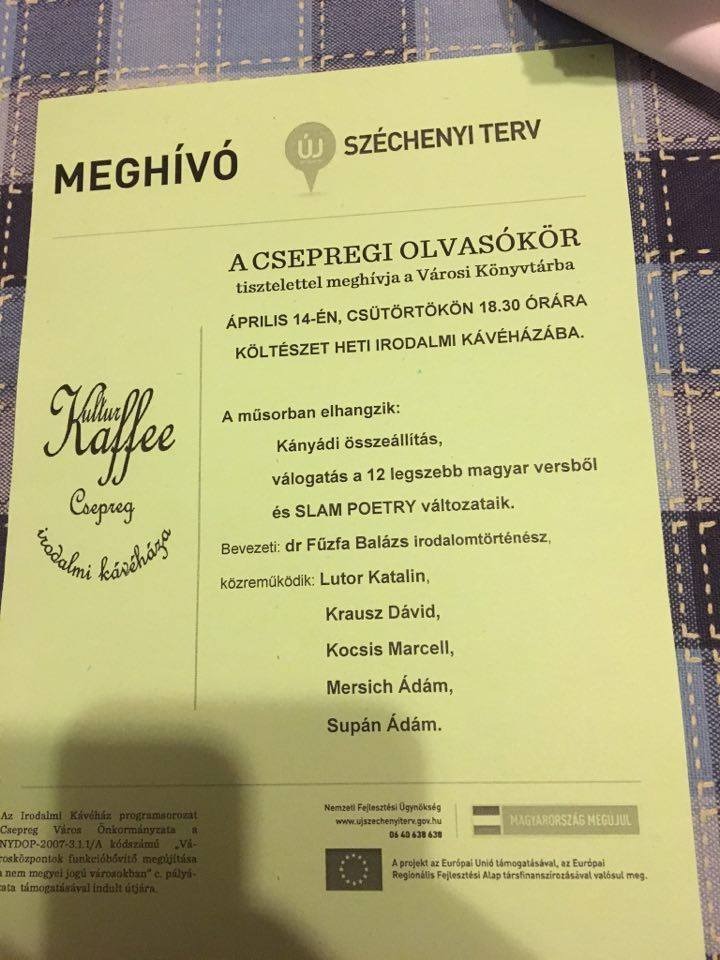 MEGHÍVÓ
ÚJ
SZÉCHENYI TERV
A CSEPREGI OLVASÓKÖR
tisztelettel meghívja a Városi Könyvtárba
ÁPRILIS 14-ÉN, CSÜTÖRTÖKÖN 18.30 ÓRÁRA
KÖLTÉSZET HETI IRODALMI KÁVÉHÁZÁBA.
Kultur
Kaffee
Csepreg
irodalmi kávéháza
A műsorban elhangzik:
Kányádi összeállítás,
válogatás a 12 legszebb magyar versből
és SLAM POETRY változataik.
Bevezeti: dr Fűzfa Balázs irodalomtörténész,
közreműködik: Lutor Katalin,
Krausz Dávid,
Kocsis Marcell,
Mersich Ádám,
Supán Ádám.
Az Irodalmi Kávéház programsorozat
Csepreg Város Önkormányzata a
NYDOP-2007-3.1.1/A kódszámú „Vá-
rosközpontok funkcióbővítő megújítása
a nem megyei jogú városokban" c. pályá-
zata támogatásával indult útjára.
Nemzeti Fejlesztési Ügynökség
www.ujszechenyiterv.gov.hu
06 40 638 638
MAGYARORSZÁG MEGÚJUL
A projekt az Európai Unió támogatásával, az Európai
Regionális Fejlesztési Alap társfinanszírozásával valósul meg.